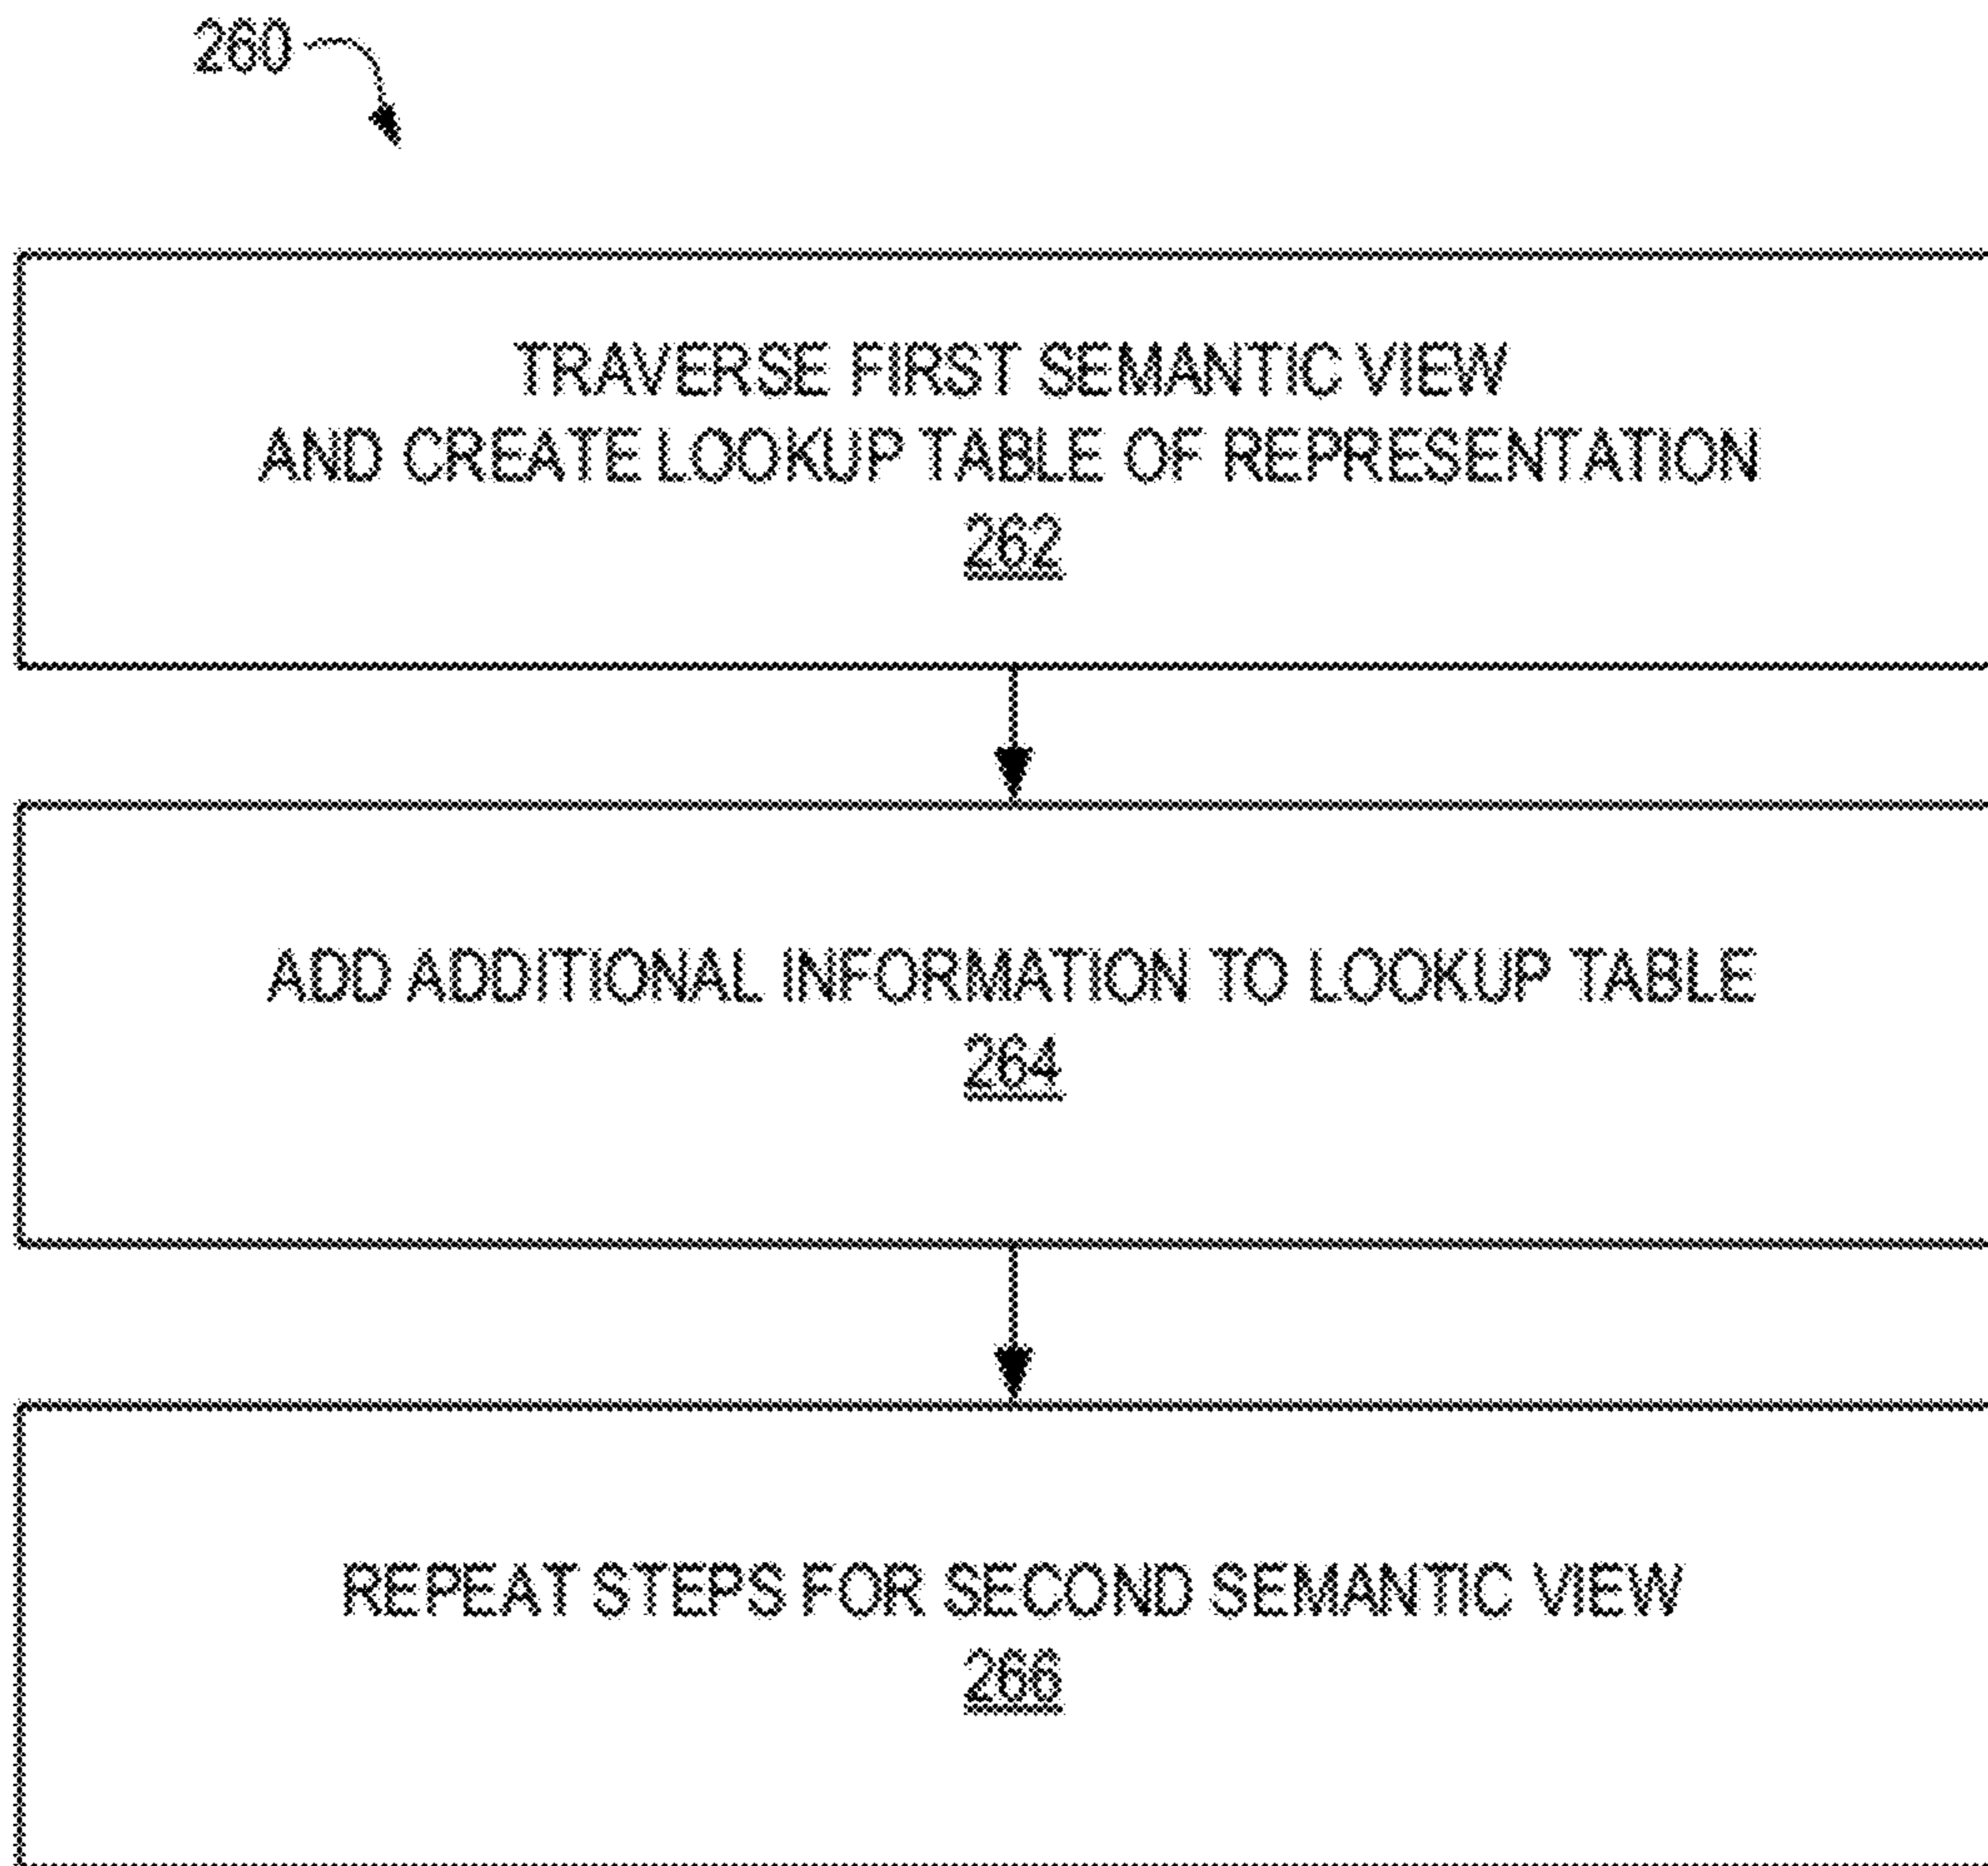 260
TRAVERSE FIRST SEMANTIC VIEW
AND CREATE LOOKUP TABLE OF REPRESENTATION
262
ADD ADDITIONAL INFORMATION TO LOOKUP TABLE
264
REPEAT STEPS FOR SECOND SEMANTIC VIEW
266